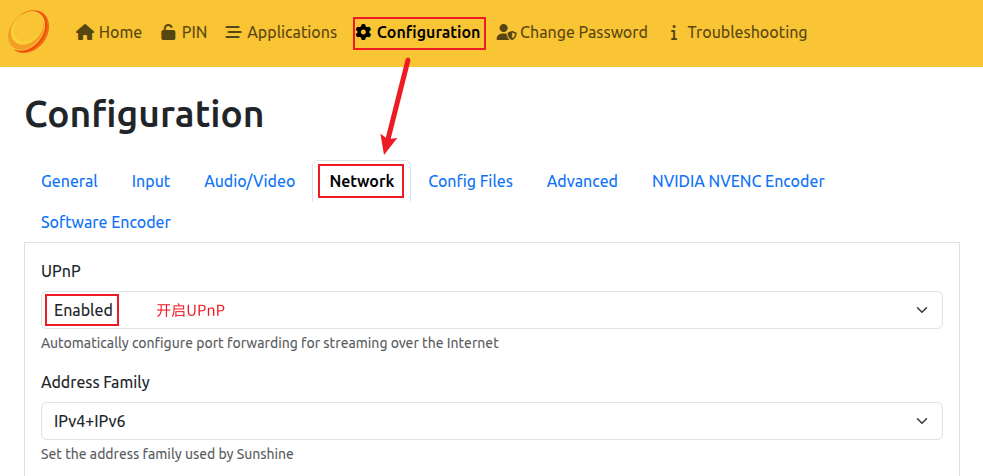 Home PIN Applications Configuration Change Password Troubleshooting
Configuration
General Input Audio/Video Network Config Files Advanced NVIDIA NVENC Encoder
Software Encoder
UPnP
Enabled 开启UPnP
Automatically configure port forwarding for streaming over the Internet
Address Family
IPv4+IPv6
Set the address family used by Sunshine